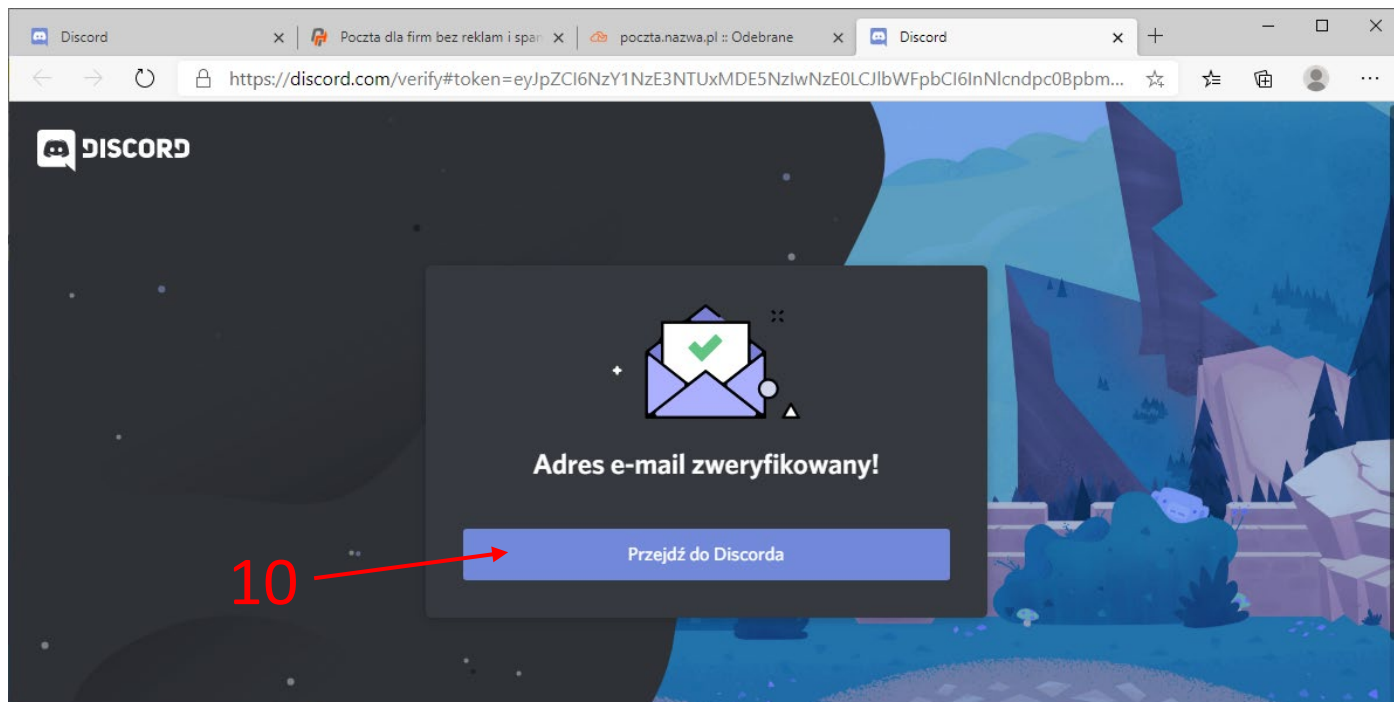 Discord
Poczta dla firm bez reklam i span
poczta.nazwa.pl :: Odebrane
Discord
https://discord.com/verify#token=eyJpZCI6NzY1NzE3NTUxMDE5NzIwNzE0LCJlbWFpbCI6InNlcndpc0Bpbm...
DISCORD
Adres e-mail zweryfikowany!
Przejdź do Discorda
10